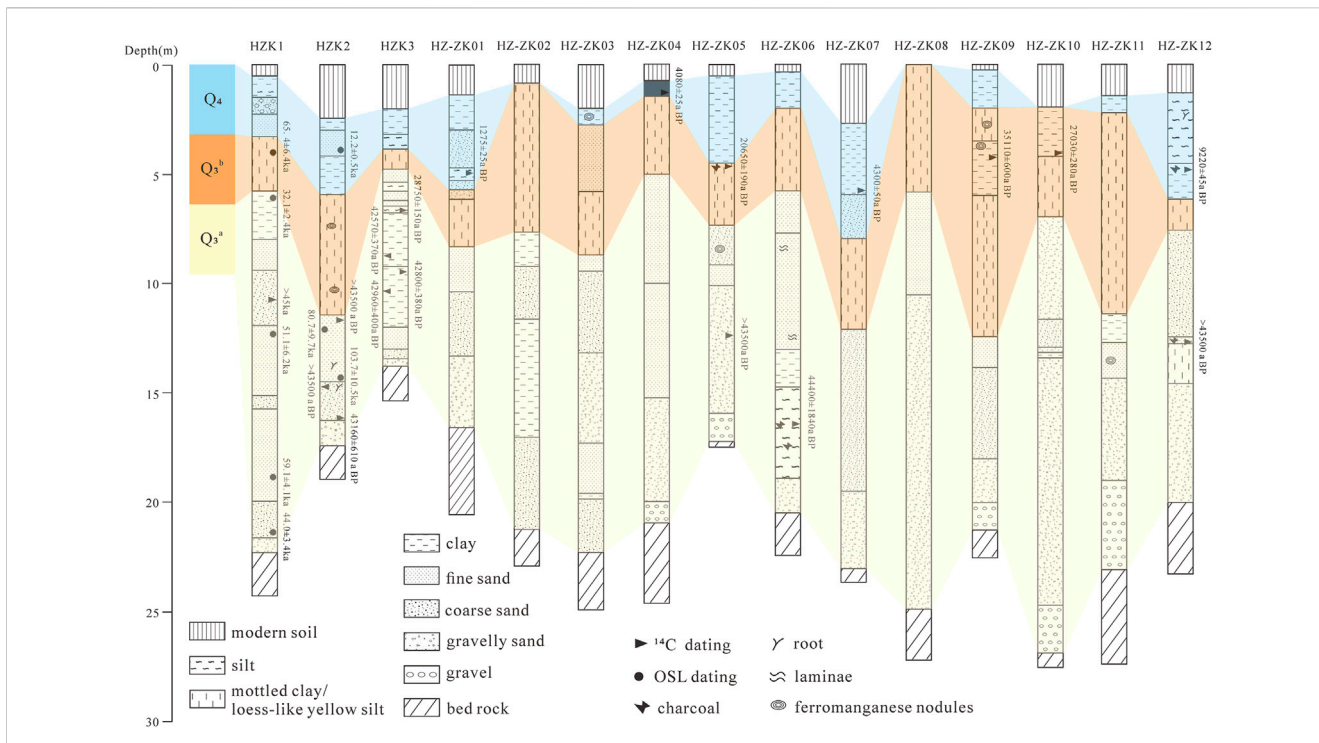 HZK1 HZK2 HZK3 HZ-ZK01 HZ-ZK02 HZ-ZK03 HZ-ZK04 HZ-ZK05 HZ-ZK06 HZ-ZK07 HZ-ZK08 HZ-ZK09 HZ-ZK10 HZ-ZK11 HZ-ZK12
Depth(m)
0
5
10
15
20
25
30
Q₄
Q₃ᵇ
Q₃ᵃ
65.4±6.4ka
32.1±2.4ka
>45ka
51.1±6.2ka
59.1±4.1ka
44.0±3.4ka
12.2±0.5ka
>43500 a BP
80.7±9.7ka
103.7±10.5ka
>43500 a BP
43160±610 a BP
28750±150a BP
42570±370a BP
42800±380a BP
42960±400a BP
1275±25a BP
4080±25a BP
20650±190a BP
>43500a BP
44400±1840a BP
4300±50a BP
35110±600a BP
27030±280a BP
9220±45a BP
>43500a BP
modern soil
silt
mottled clay/
loess-like yellow silt
clay
fine sand
coarse sand
gravelly sand
gravel
bed rock
¹⁴C dating
OSL dating
charcoal
root
laminae
ferromanganese nodules